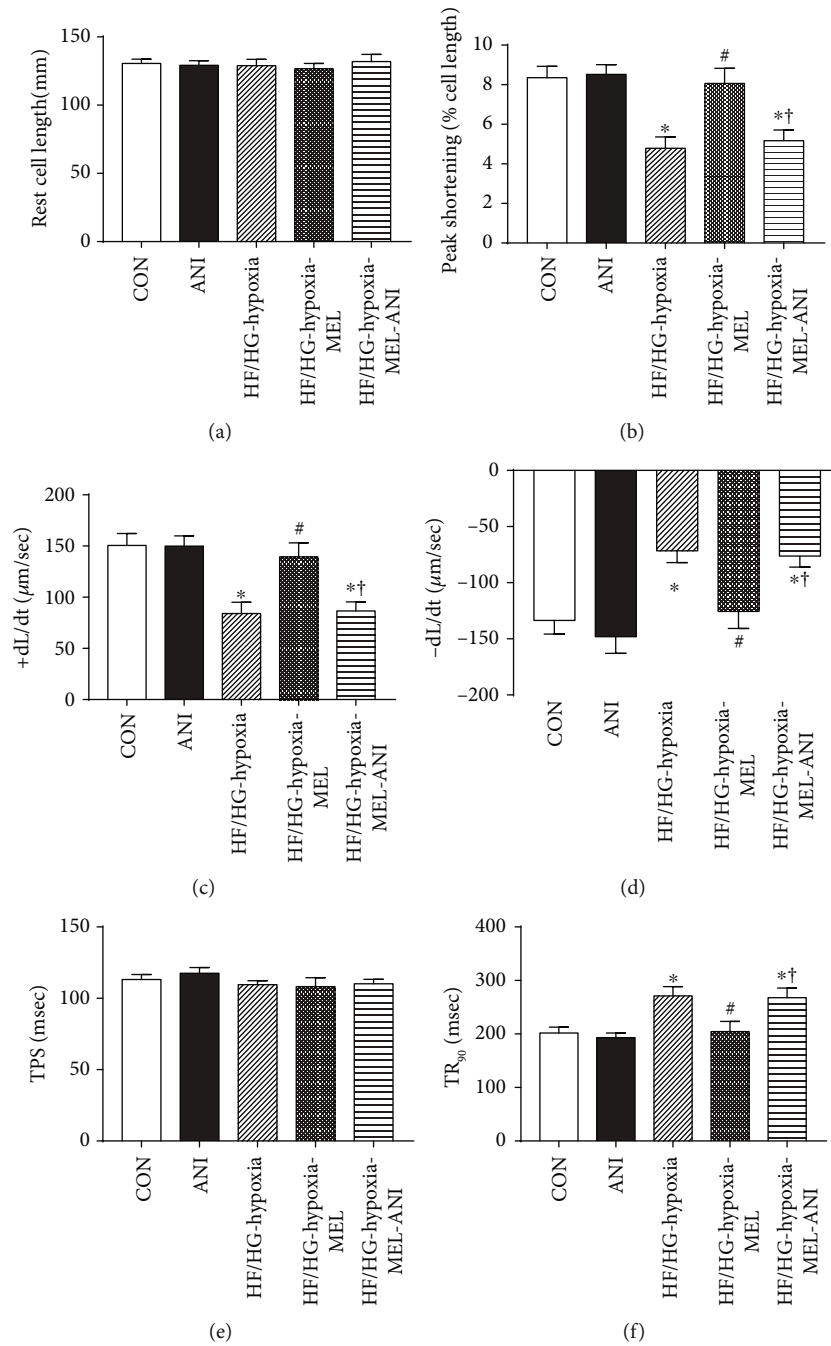 Rest cell length(mm)
150
100
50
0
CON
ANI
HF/HG-hypoxia
HF/HG-hypoxia-
MEL
HF/HG-hypoxia-
MEL-ANI
(a)
Peak shortening (% cell length)
10
8
6
4
2
0
*
#
*†
CON
ANI
HF/HG-hypoxia
HF/HG-hypoxia-
MEL
HF/HG-hypoxia-
MEL-ANI
(b)
+dL/dt (μm/sec)
200
150
100
50
0
*
#
*†
CON
ANI
HF/HG-hypoxia
HF/HG-hypoxia-
MEL
HF/HG-hypoxia-
MEL-ANI
(c)
−dL/dt (μm/sec)
0
−50
−100
−150
−200
*
#
*†
CON
ANI
HF/HG-hypoxia
HF/HG-hypoxia-
MEL
HF/HG-hypoxia-
MEL-ANI
(d)
TPS (msec)
150
100
50
0
CON
ANI
HF/HG-hypoxia
HF/HG-hypoxia-
MEL
HF/HG-hypoxia-
MEL-ANI
(e)
TR90 (msec)
400
300
200
100
0
*
#
*†
CON
ANI
HF/HG-hypoxia
HF/HG-hypoxia-
MEL
HF/HG-hypoxia-
MEL-ANI
(f)